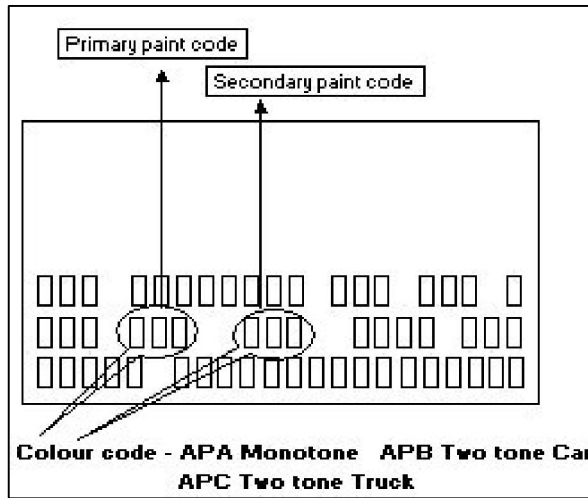 Primary paint code
Secondary paint code
Colour code - APA Monotone APB Two tone Car
APC Two tone Truck